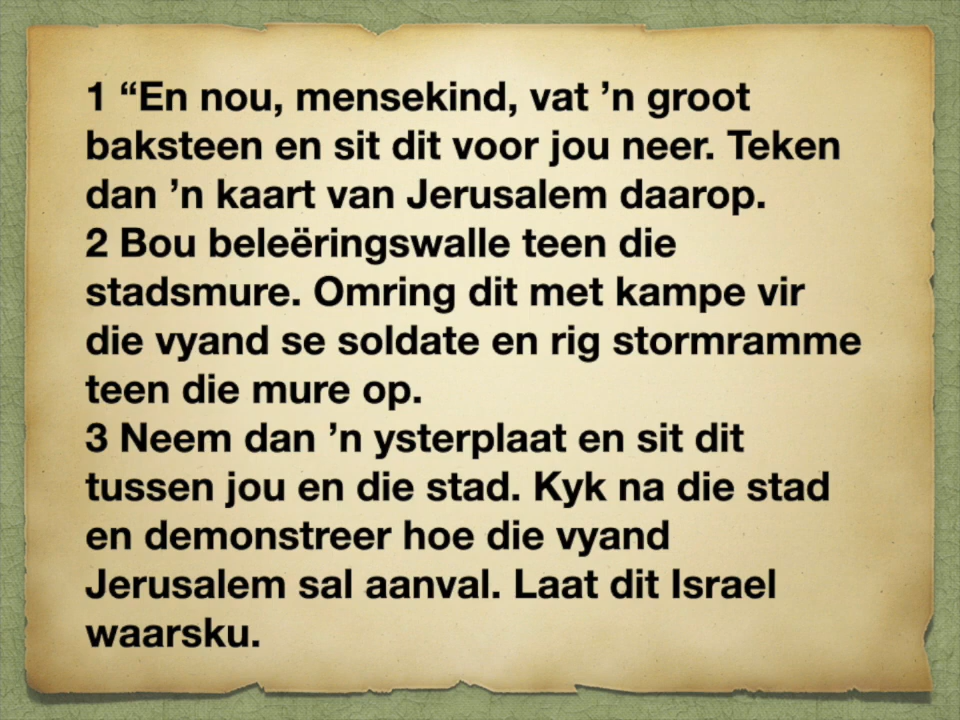 1 “En nou, mensekind, vat ’n groot
baksteen en sit dit voor jou neer. Teken
dan ’n kaart van Jerusalem daarop.
2 Bou beleëringswalle teen die
stadsmure. Omring dit met kampe vir
die vyand se soldate en rig stormramme
teen die mure op.
3 Neem dan ’n ysterplaat en sit dit
tussen jou en die stad. Kyk na die stad
en demonstreer hoe die vyand
Jerusalem sal aanval. Laat dit Israel
waarsku.